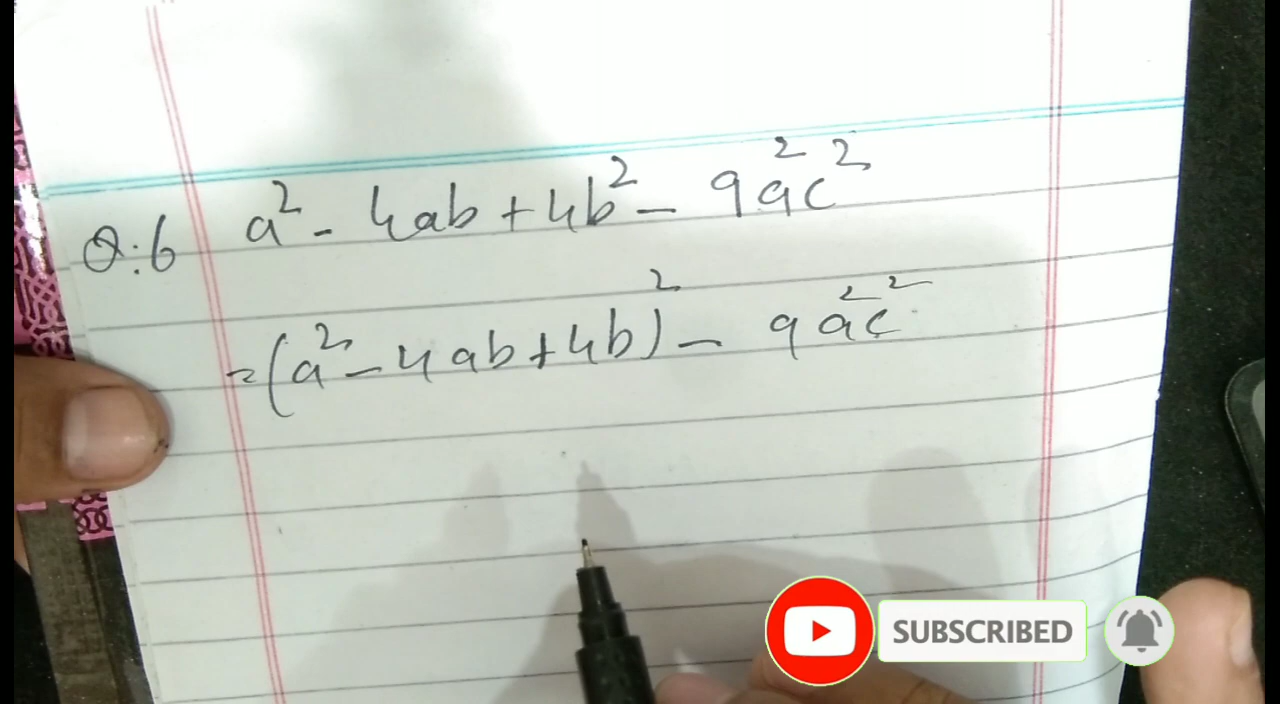 Q:6 a² - 4ab + 4b² - 9a²c²
=(a² - 4ab + 4b)² - 9a²c²
SUBSCRIBED